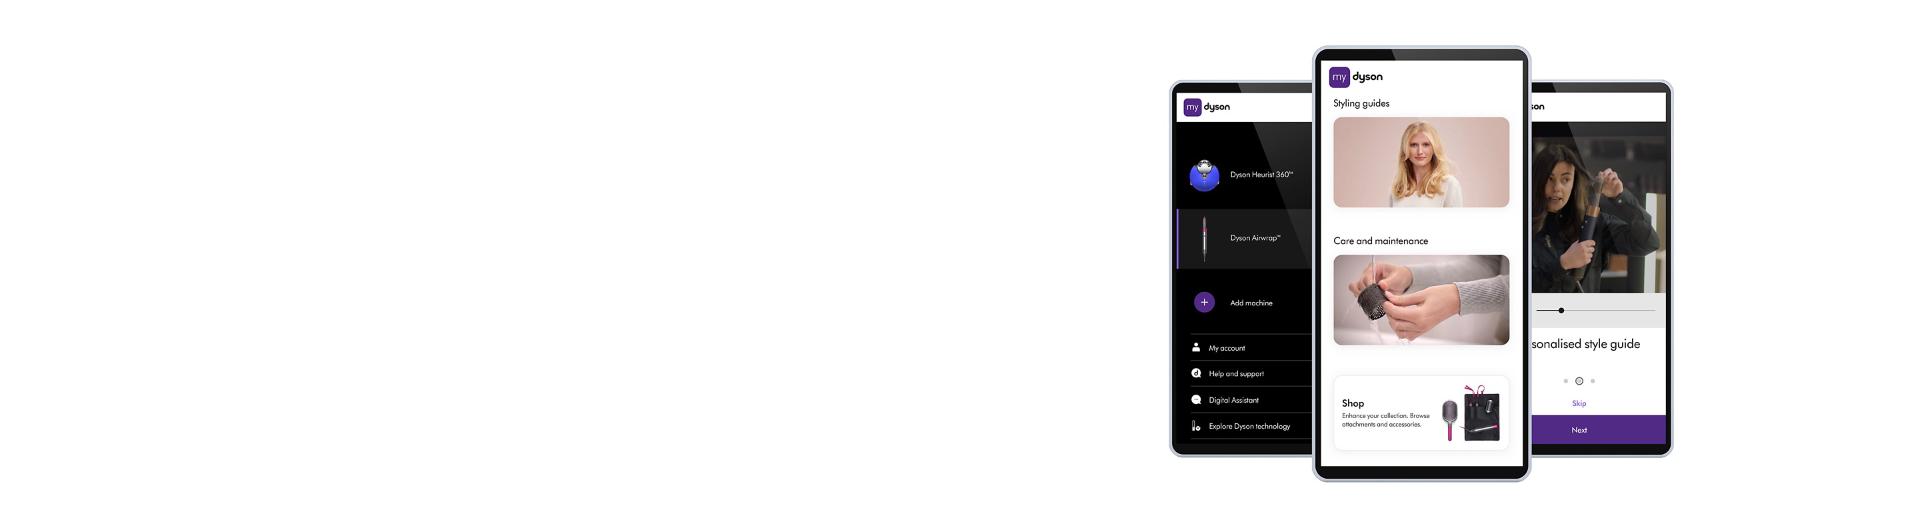 my dyson
Dyson Heurist 360™
Dyson Airwrap™
Add machine
My account
Help and support
Digital Assistant
Explore Dyson technology
my dyson
Styling guides
Care and maintenance
Shop
Enhance your collection. Browse
attachments and accessories.
son
sonalised style guide
Skip
Next